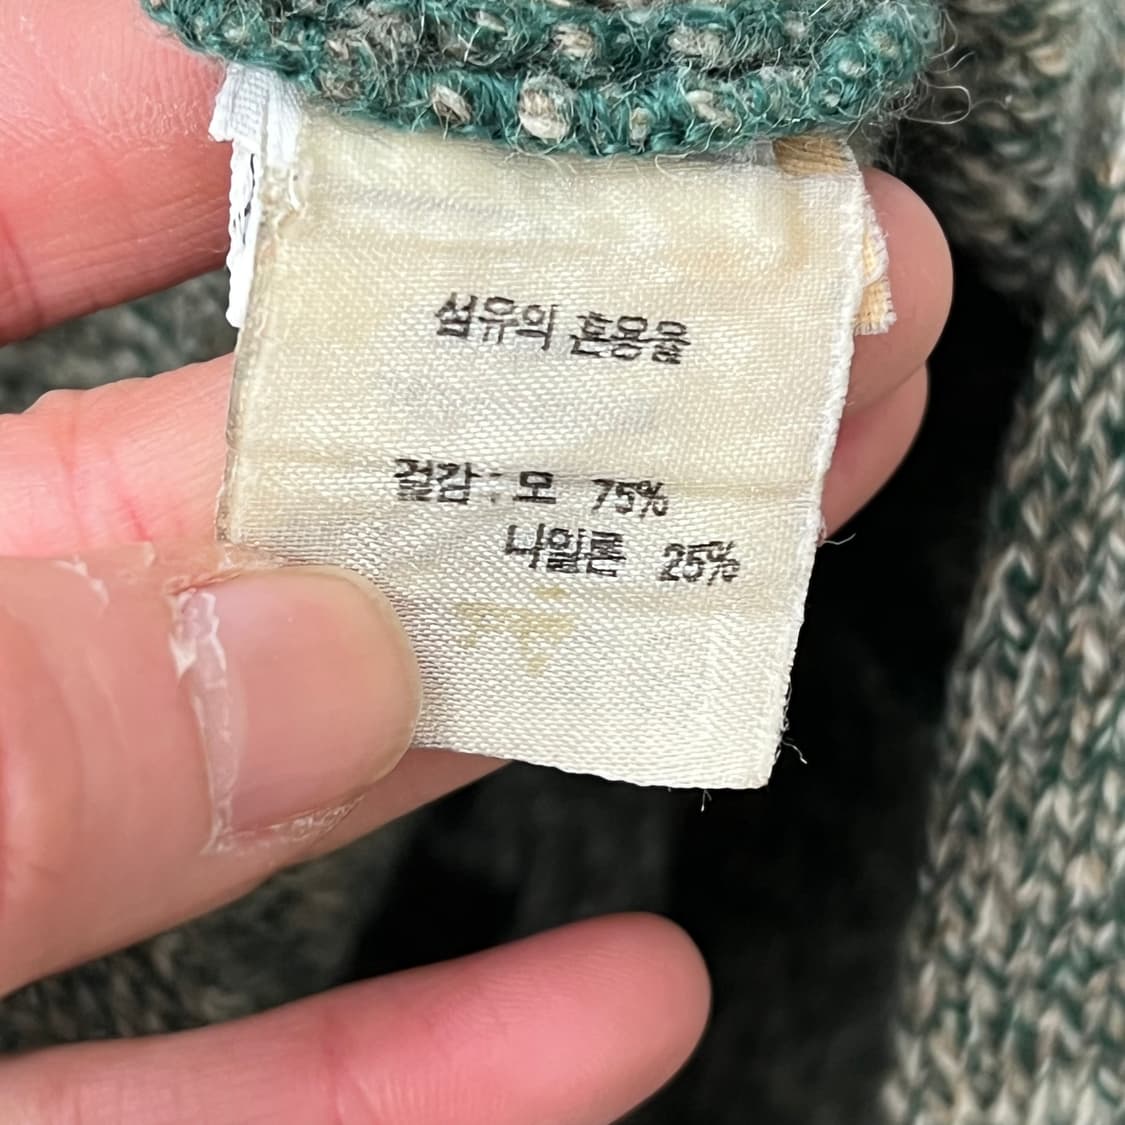 섬유의 혼용율
겉감 : 모 75%
나일론 25%